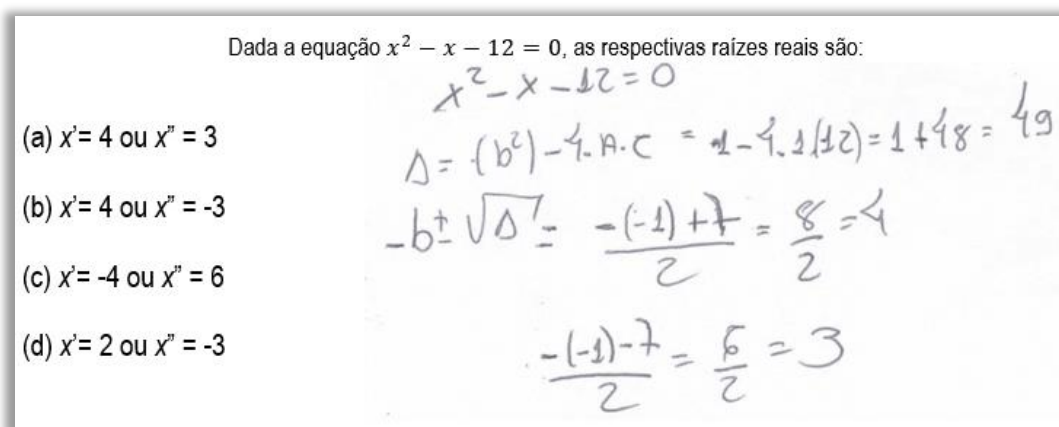 Dada a equação x² − x − 12 = 0, as respectivas raízes reais são:
x² - x - 12 = 0
(a) x'= 4 ou x" = 3
Δ = (b²) - 4. A. C = 1 - 4.1(12) = 1 + 48 = 49
(b) x'= 4 ou x" = -3
-b ± √Δ = -(-1) + 7 / 2 = 8/2 = 4
(c) x'= -4 ou x" = 6
(d) x'= 2 ou x" = -3
-(-1) - 7 / 2 = 6/2 = 3